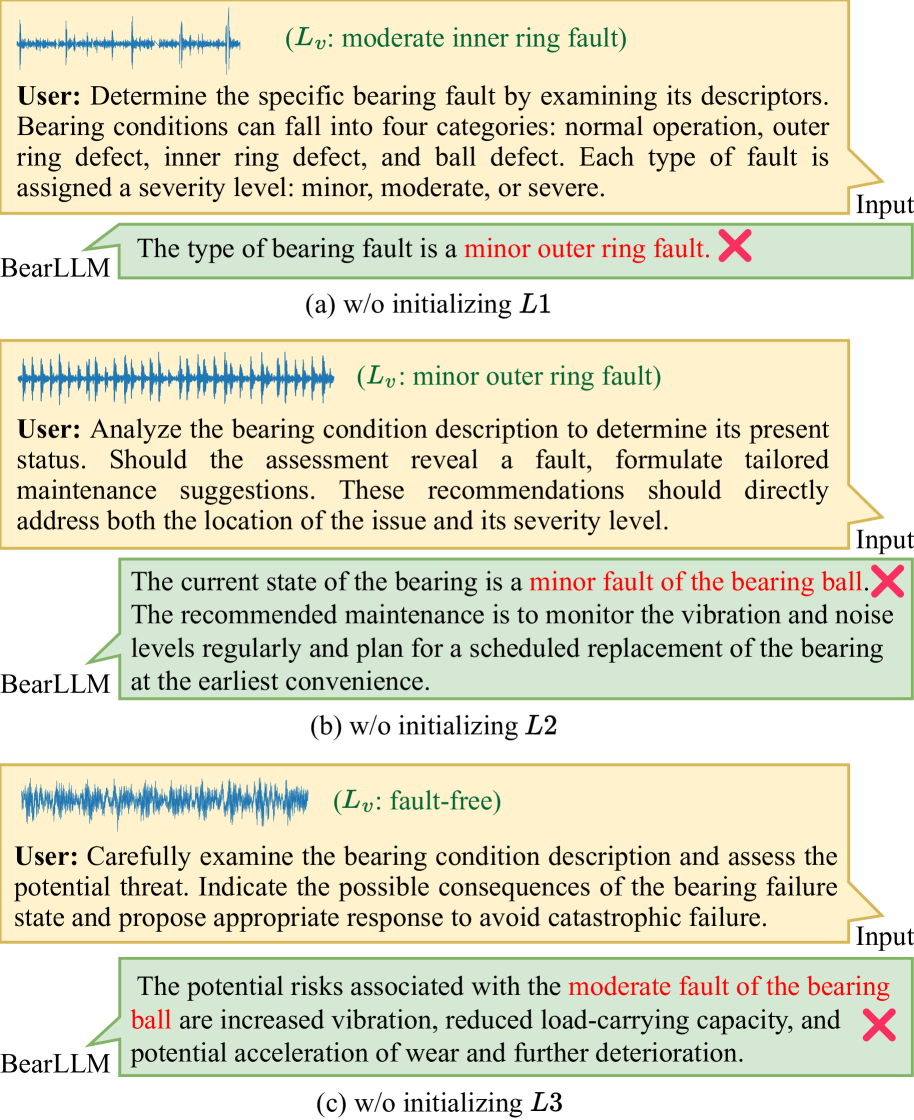 (Lv: moderate inner ring fault)
User: Determine the specific bearing fault by examining its descriptors.
Bearing conditions can fall into four categories: normal operation, outer
ring defect, inner ring defect, and ball defect. Each type of fault is
assigned a severity level: minor, moderate, or severe.
Input
The type of bearing fault is a minor outer ring fault.
BearLLM
(a) w/o initializing L1
(Lv: minor outer ring fault)
User: Analyze the bearing condition description to determine its present
status. Should the assessment reveal a fault, formulate tailored
maintenance suggestions. These recommendations should directly
address both the location of the issue and its severity level.
Input
The current state of the bearing is a minor fault of the bearing ball.
The recommended maintenance is to monitor the vibration and noise
levels regularly and plan for a scheduled replacement of the bearing
at the earliest convenience.
BearLLM
(b) w/o initializing L2
(Lv: fault-free)
User: Carefully examine the bearing condition description and assess the
potential threat. Indicate the possible consequences of the bearing failure
state and propose appropriate response to avoid catastrophic failure.
Input
The potential risks associated with the moderate fault of the bearing
ball are increased vibration, reduced load-carrying capacity, and
potential acceleration of wear and further deterioration.
BearLLM
(c) w/o initializing L3